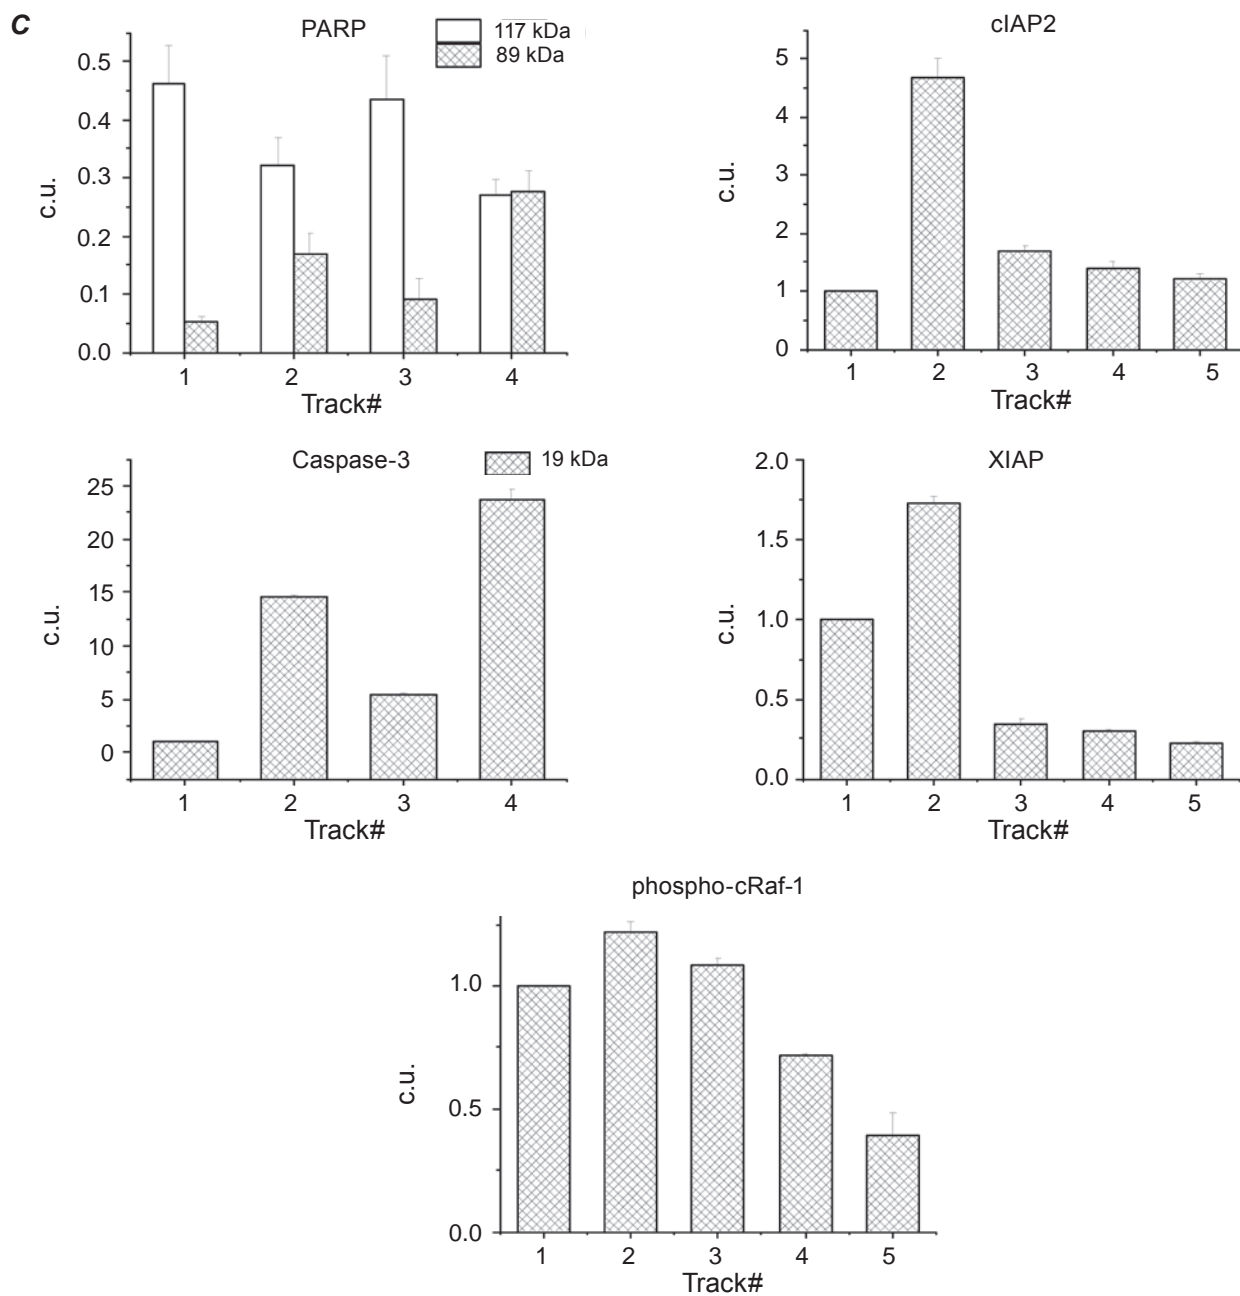 C
PARP
117 kDa
89 kDa
c.u.
0.5
0.4
0.3
0.2
0.1
0.0
1 2 3 4
Track#
cIAP2
c.u.
5
4
3
2
1
0
1 2 3 4 5
Track#
Caspase-3
19 kDa
c.u.
25
20
15
10
5
0
1 2 3 4
Track#
XIAP
c.u.
2.0
1.5
1.0
0.5
0.0
1 2 3 4 5
Track#
phospho-cRaf-1
c.u.
1.0
0.5
0.0
1 2 3 4 5
Track#